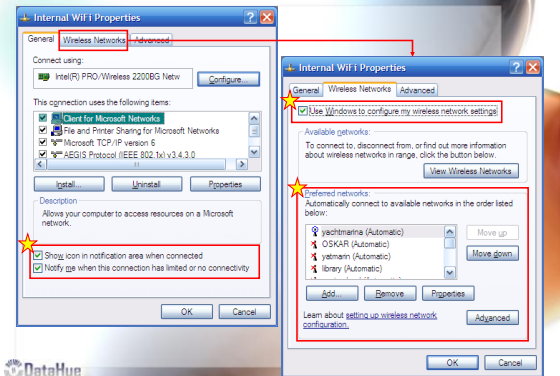 Internal WiFi Properties
General
Wireless Networks
Advanced
Connect using:
Intel(R) PRO/Wireless 2200BG Netw
Configure...
This connection uses the following items:
Client for Microsoft Networks
File and Printer Sharing for Microsoft Networks
Microsoft TCP/IP version 6
AEGIS Protocol (IEEE 802.1x) v3.4.3.0
Install...
Uninstall
Properties
Description
Allows your computer to access resources on a Microsoft
network.
Show icon in notification area when connected
Notify me when this connection has limited or no connectivity
OK
Cancel
Internal WiFi Properties
General
Wireless Networks
Advanced
Use Windows to configure my wireless network settings
Available networks:
To connect to, disconnect from, or find out more information
about wireless networks in range, click the button below.
View Wireless Networks
Preferred networks:
Automatically connect to available networks in the order listed
below:
yachtmarina (Automatic)
OSKAR (Automatic)
yatmarin (Automatic)
library (Automatic)
Move up
Move down
Add...
Remove
Properties
Learn about setting up wireless network
configuration.
Advanced
OK
Cancel
DataHue